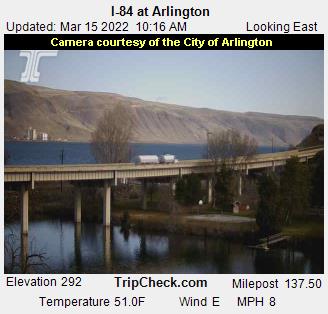 I-84 at Arlington
Updated: Mar 15 2022 10:16 AM Looking East
Camera courtesy of the City of Arlington
Elevation 292 TripCheck.com Milepost 137.50
Temperature 51.0F Wind E MPH 8